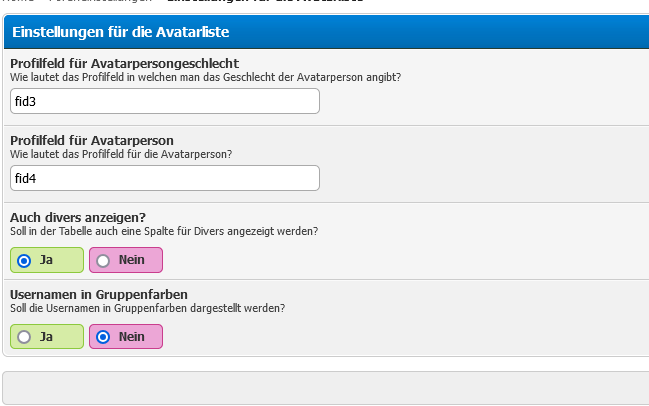 Einstellungen für die Avatarliste
Profilfeld für Avatarpersongeschlecht
Wie lautet das Profilfeld in welchen man das Geschlecht der Avatarperson angibt?
fid3
Profilfeld für Avatarperson
Wie lautet das Profilfeld für die Avatarperson?
fid4
Auch divers anzeigen?
Soll in der Tabelle auch eine Spalte für Divers angezeigt werden?
Ja Nein
Usernamen in Gruppenfarben
Soll die Usernamen in Gruppenfarben dargestellt werden?
Ja Nein